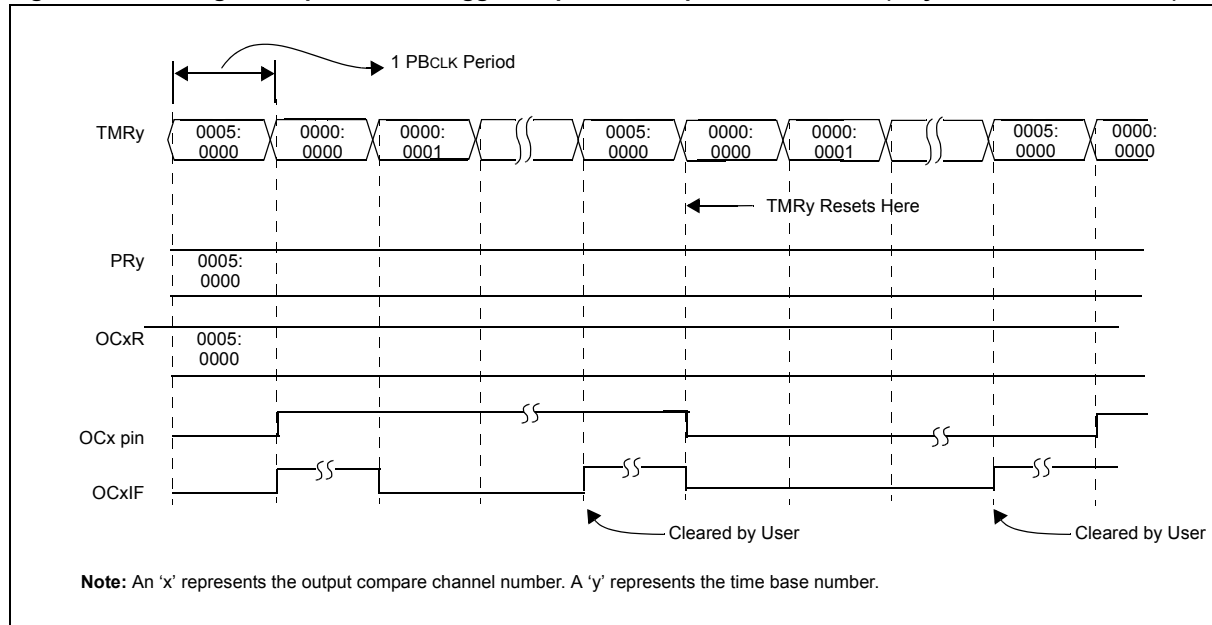 1 PBCLK Period
TMRy
0005: 0000: 0000: 0005: 0000: 0000: 0005: 0000:
0000 0000 0001 0000 0000 0001 0000 0000
TMRy Resets Here
PRy
0005:
0000
OCxR
0005:
0000
OCx pin
OCxIF
Cleared by User Cleared by User
Note: An ‘x’ represents the output compare channel number. A ‘y’ represents the time base number.